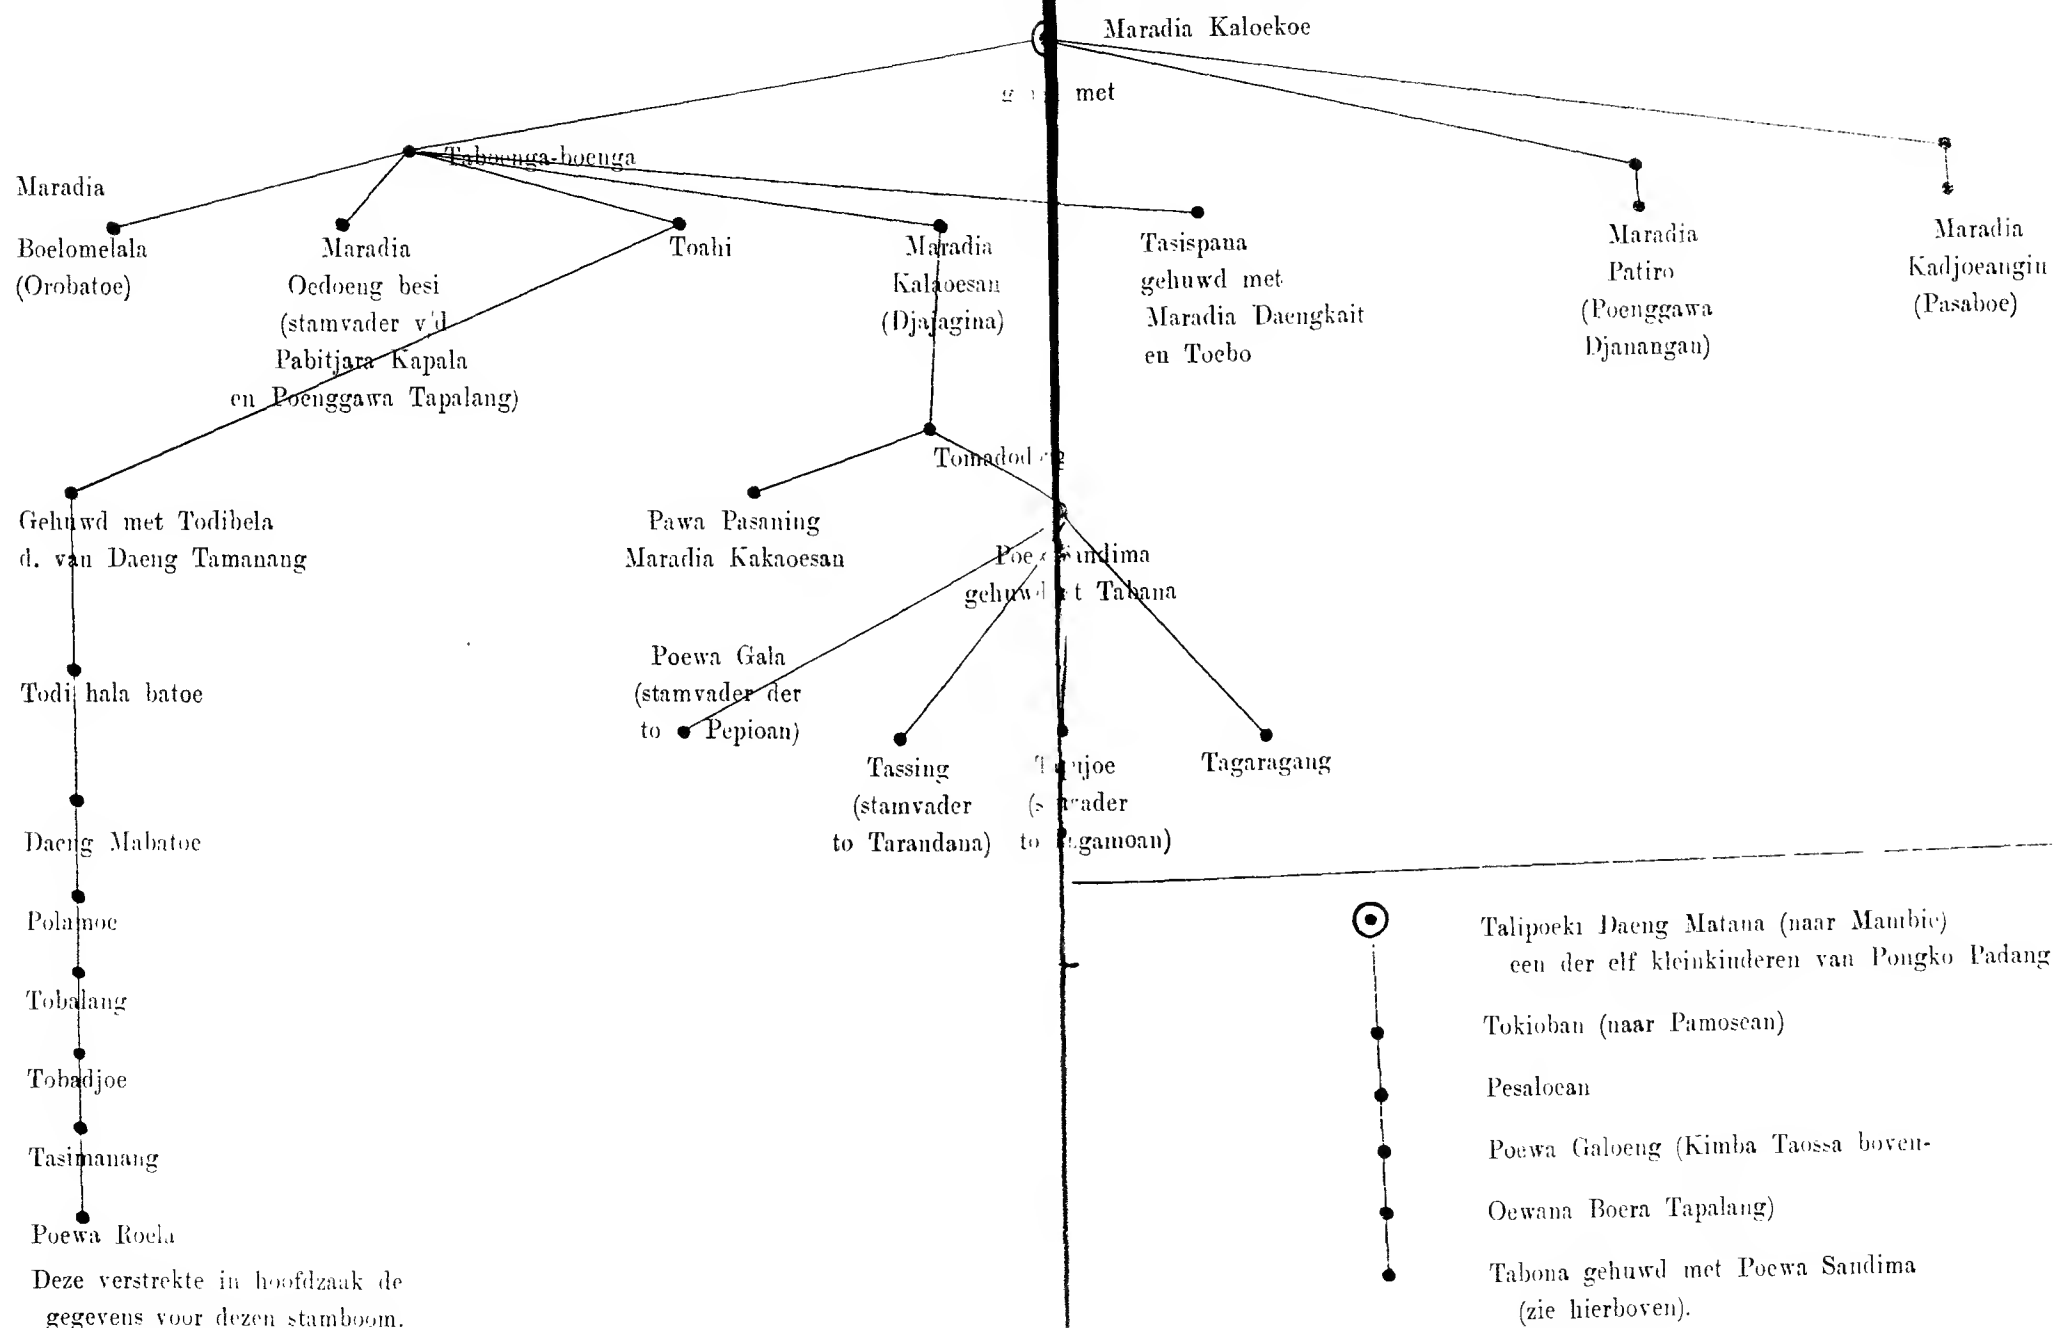 Maradia Kaloekoe
met
Taboenga-boenga
Maradia
Boelomelala
(Orobatoe)
Maradia
Oedoeng besi
(stamvader v/d
Pabitjara Kapala
en Poenggawa Tapalang)
Toahi
Maradia
Kalaoesan
(Djajagina)
Tasispana
gehuwd met
Maradia Daengkait
en Toebo
Maradia
Patiro
(Poenggawa
Djanangan)
Maradia
Kadjoeangin
(Pasaboe)
Gehuwd met Todibela
d. van Daeng Tamanang
Pawa Pasaning
Maradia Kakaoesan
gehuwd Tabana
Poewa Gala
(stamvader der
to Pepioan)
Tassing
(stamvader
to Tarandana)
to
Tagaragang
Todi hala batoe
Daeng Mabatoe
Polamoe
Tobalang
Tobadjoe
Tasimanang
Poewa Roela
Deze verstrekte in hoofdzaak de
gegevens voor dezen stamboom.
Talipoeki Daeng Matana (naar Mambie)
een der elf kleinkinderen van Pongko Padang
Tokioban (naar Pamosean)
Pesaloean
Poewa Galoeng (Kimba Taossa boven-
Oewana Boera Tapalang)
Tabona gehuwd met Poewa Sandima
(zie hierboven).